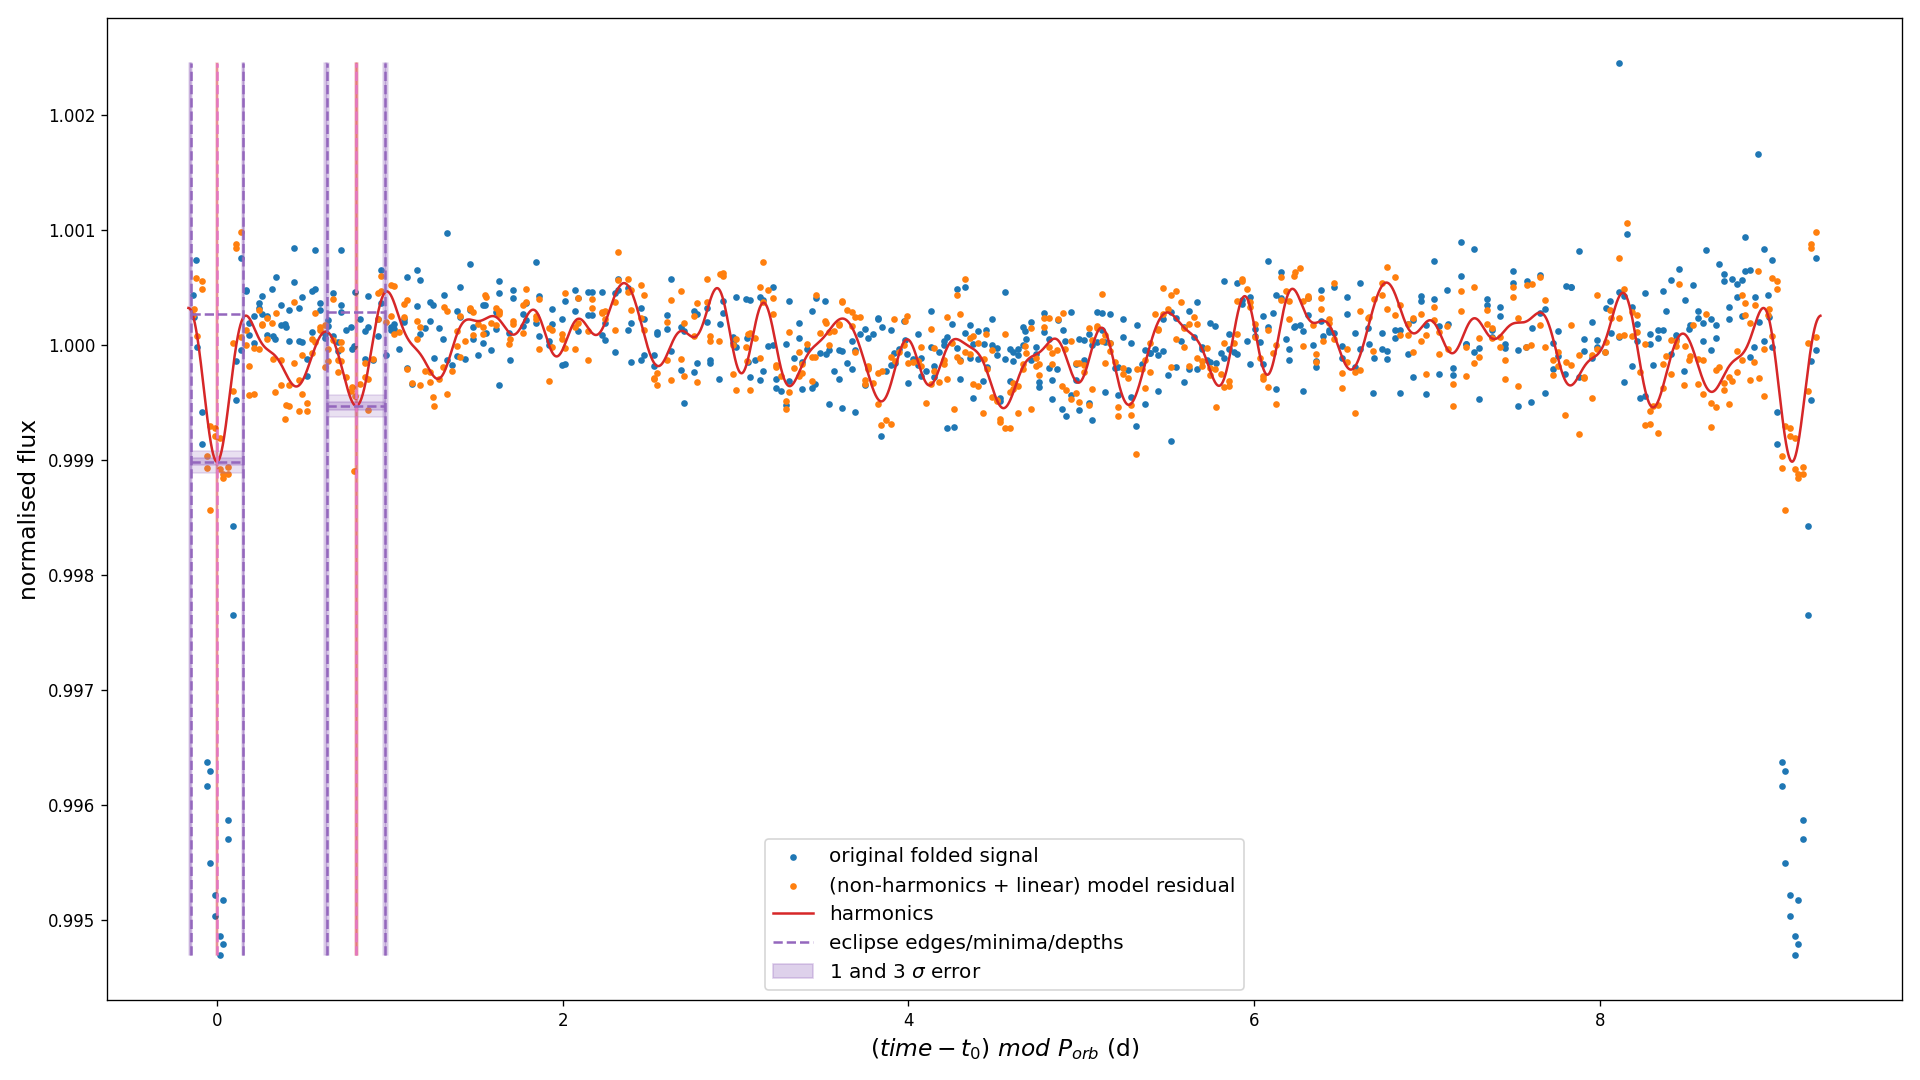 normalised flux
1.002
1.001
1.000
0.999
0.998
0.997
0.996
0.995
original folded signal
(non-harmonics + linear) model residual
harmonics
eclipse edges/minima/depths
1 and 3 σ error
0 2 4 6 8
(time − t₀) mod Pₒᵣb (d)